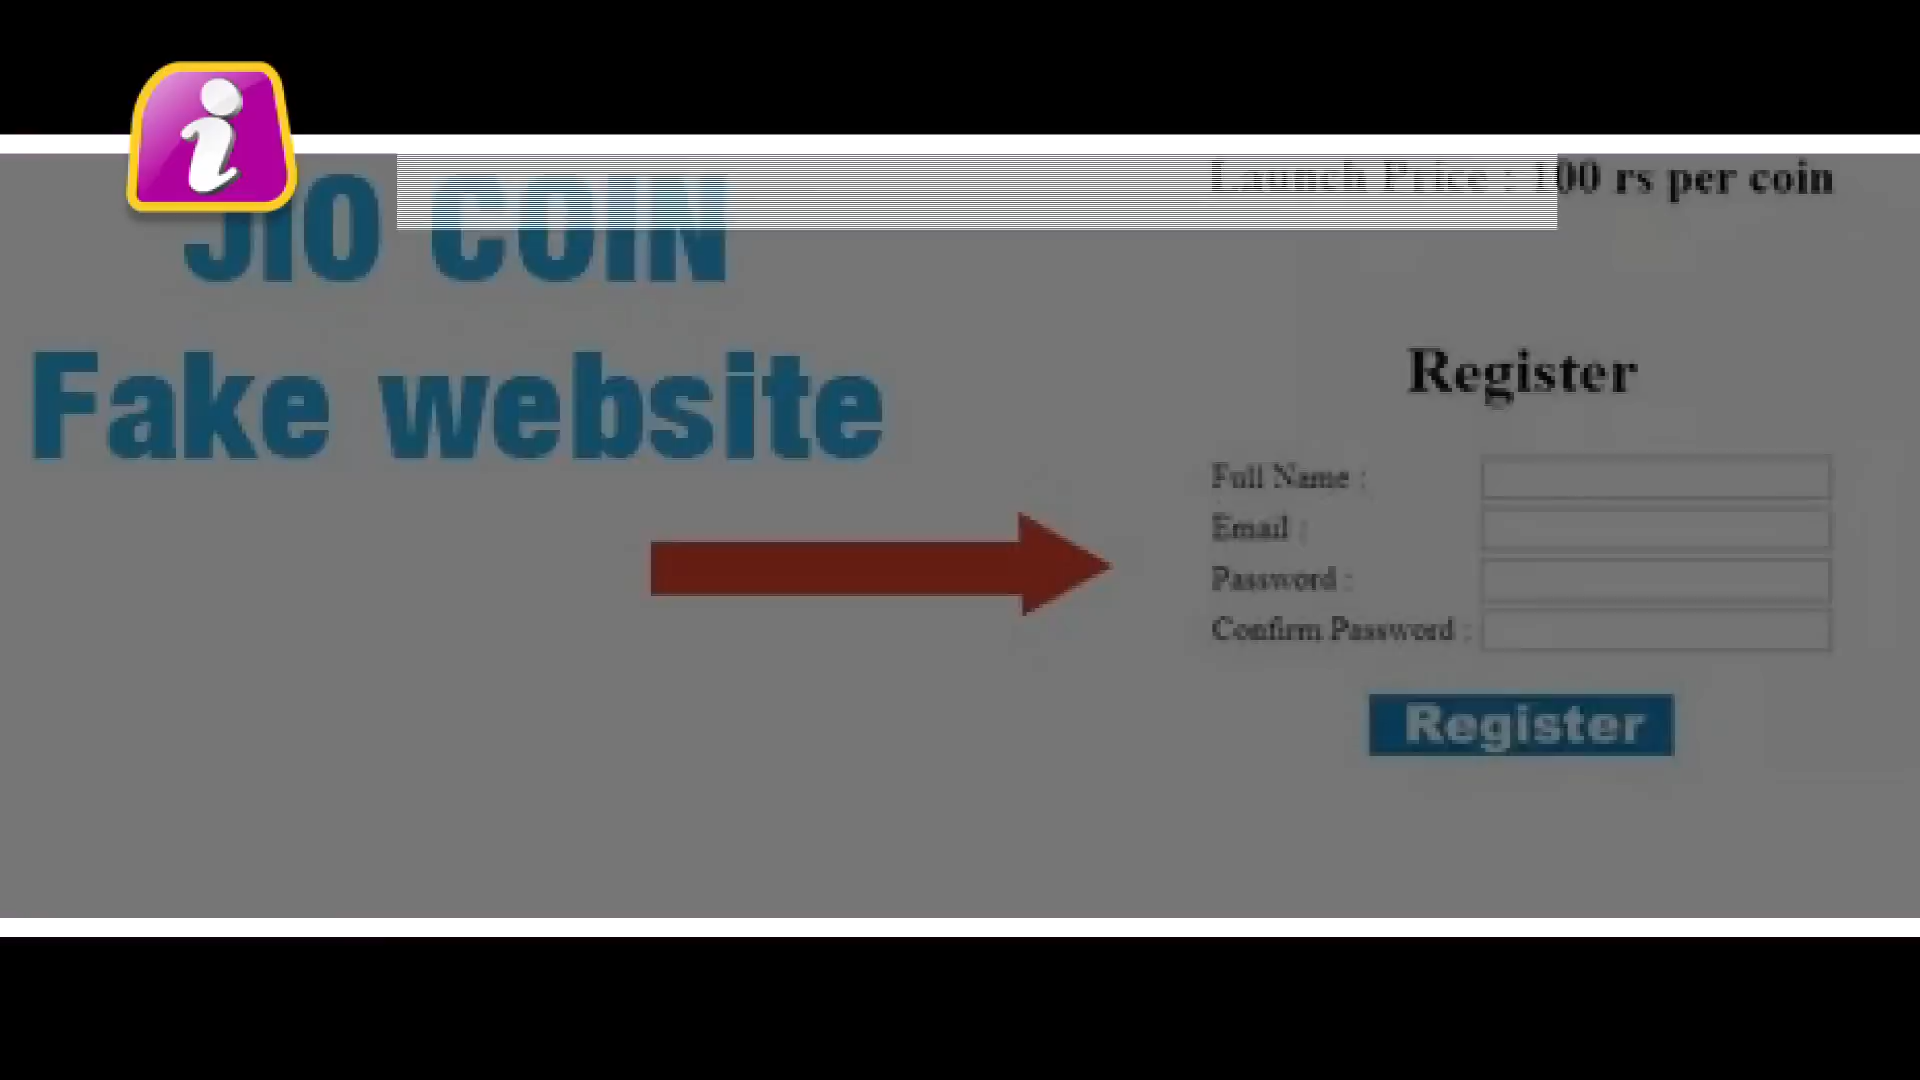 JIO COIN
Fake website
Launch Price : 100 rs per coin
Register
Full Name :
Email :
Password :
Confirm Password :
Register